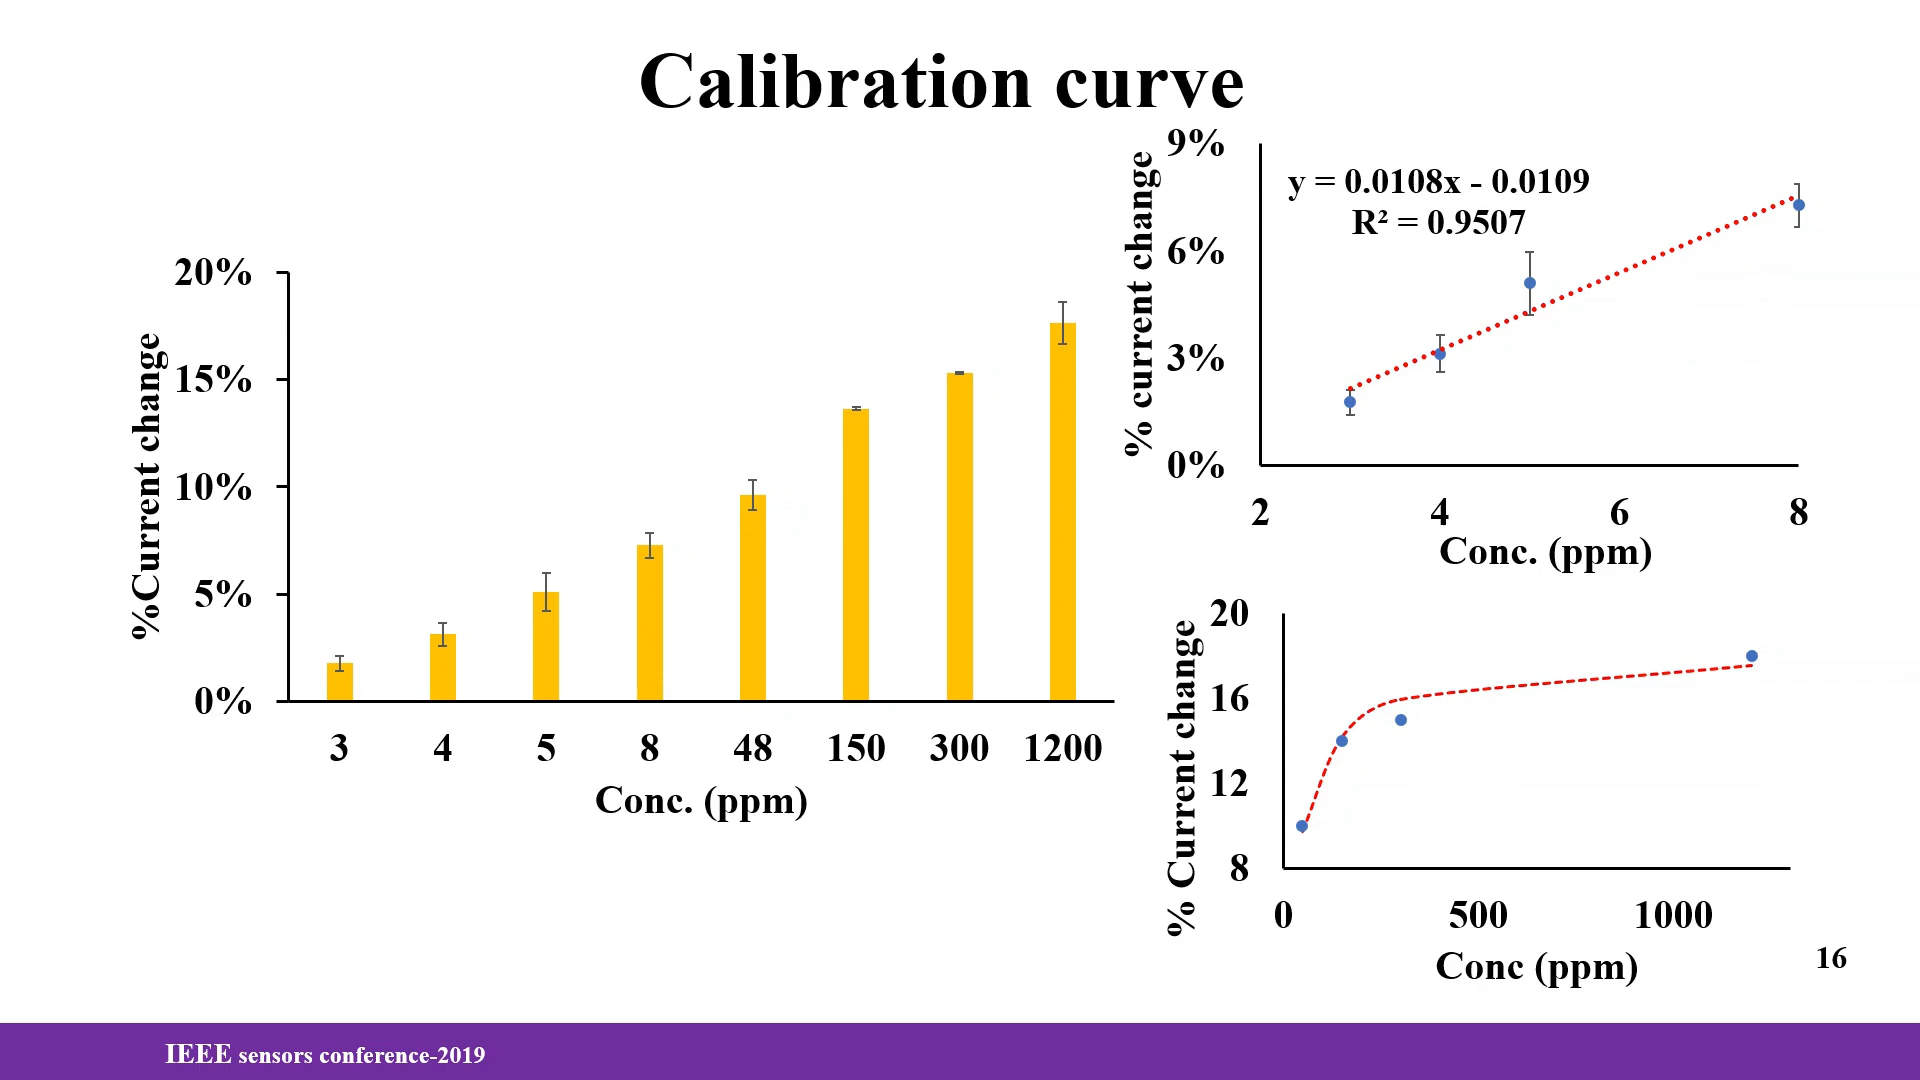 Calibration curve
%Current change
20%
15%
10%
5%
0%
3 4 5 8 48 150 300 1200
Conc. (ppm)
% current change
9%
6%
3%
0%
y = 0.0108x - 0.0109
R² = 0.9507
2 4 6 8
Conc. (ppm)
% Current change
20
16
12
8
0 500 1000
Conc (ppm)
16
IEEE sensors conference-2019